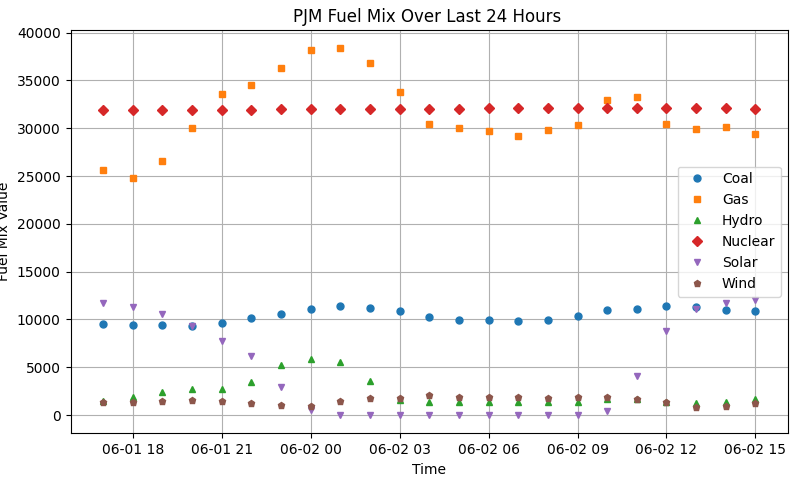 PJM Fuel Mix Over Last 24 Hours
40000
35000
30000
25000
20000
15000
10000
5000
0
Fuel Mix Value
Coal
Gas
Hydro
Nuclear
Solar
Wind
06-01 18
06-01 21
06-02 00
06-02 03
06-02 06
06-02 09
06-02 12
06-02 15
Time